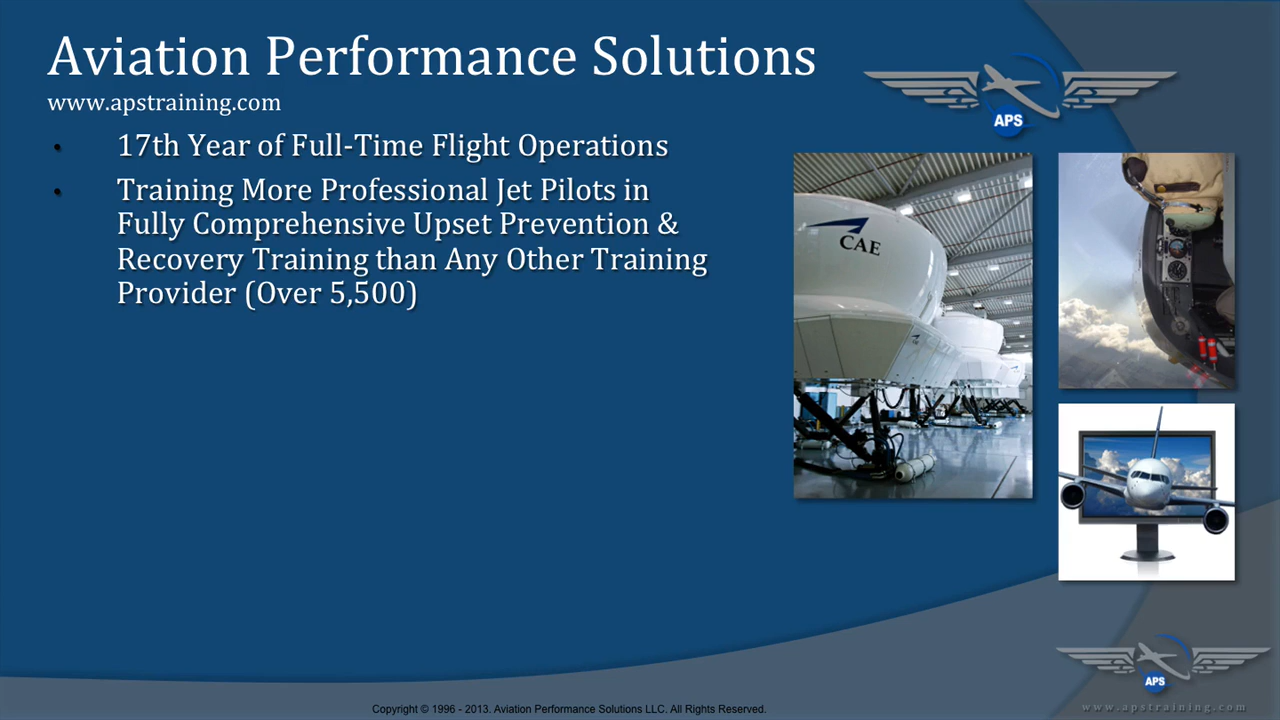 Aviation Performance Solutions
www.apstraining.com
APS
• 17th Year of Full-Time Flight Operations
• Training More Professional Jet Pilots in
Fully Comprehensive Upset Prevention &
Recovery Training than Any Other Training
Provider (Over 5,500)
CAE
APS
www.apstraining.com
Copyright © 1996 - 2013. Aviation Performance Solutions LLC. All Rights Reserved.